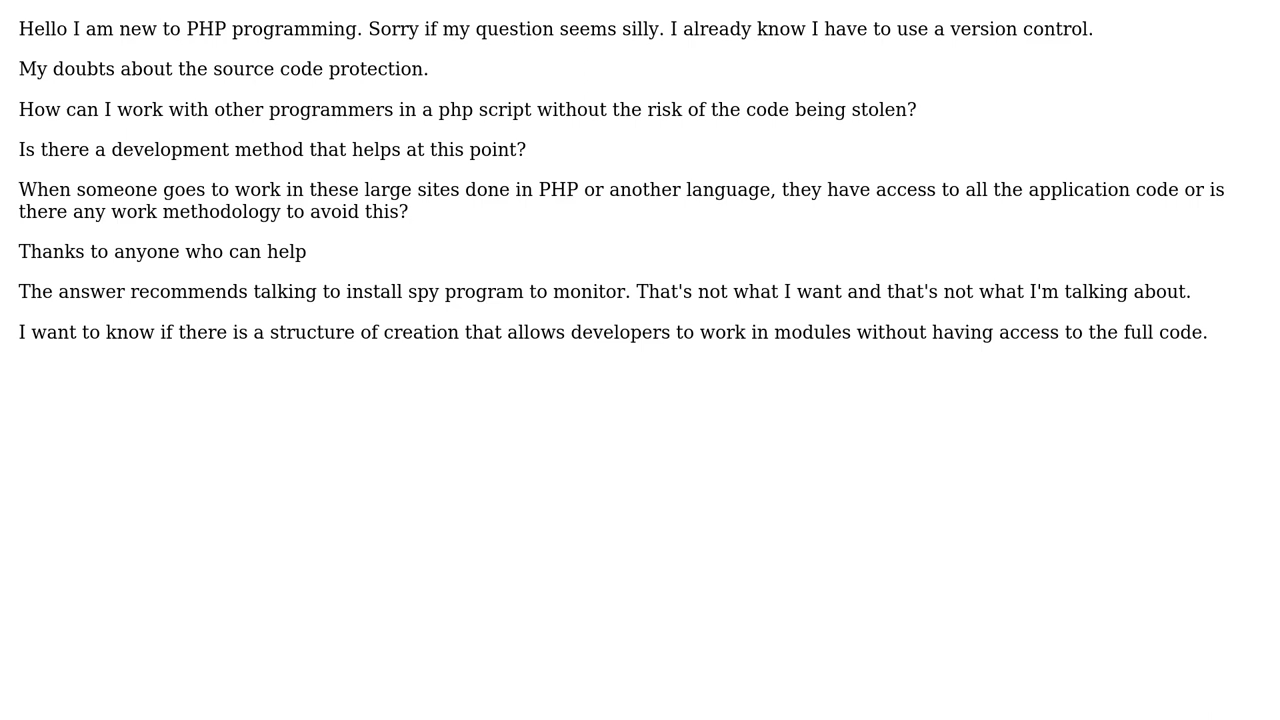 Hello I am new to PHP programming. Sorry if my question seems silly. I already know I have to use a version control.
My doubts about the source code protection.
How can I work with other programmers in a php script without the risk of the code being stolen?
Is there a development method that helps at this point?
When someone goes to work in these large sites done in PHP or another language, they have access to all the application code or is
there any work methodology to avoid this?
Thanks to anyone who can help
The answer recommends talking to install spy program to monitor. That's not what I want and that's not what I'm talking about.
I want to know if there is a structure of creation that allows developers to work in modules without having access to the full code.